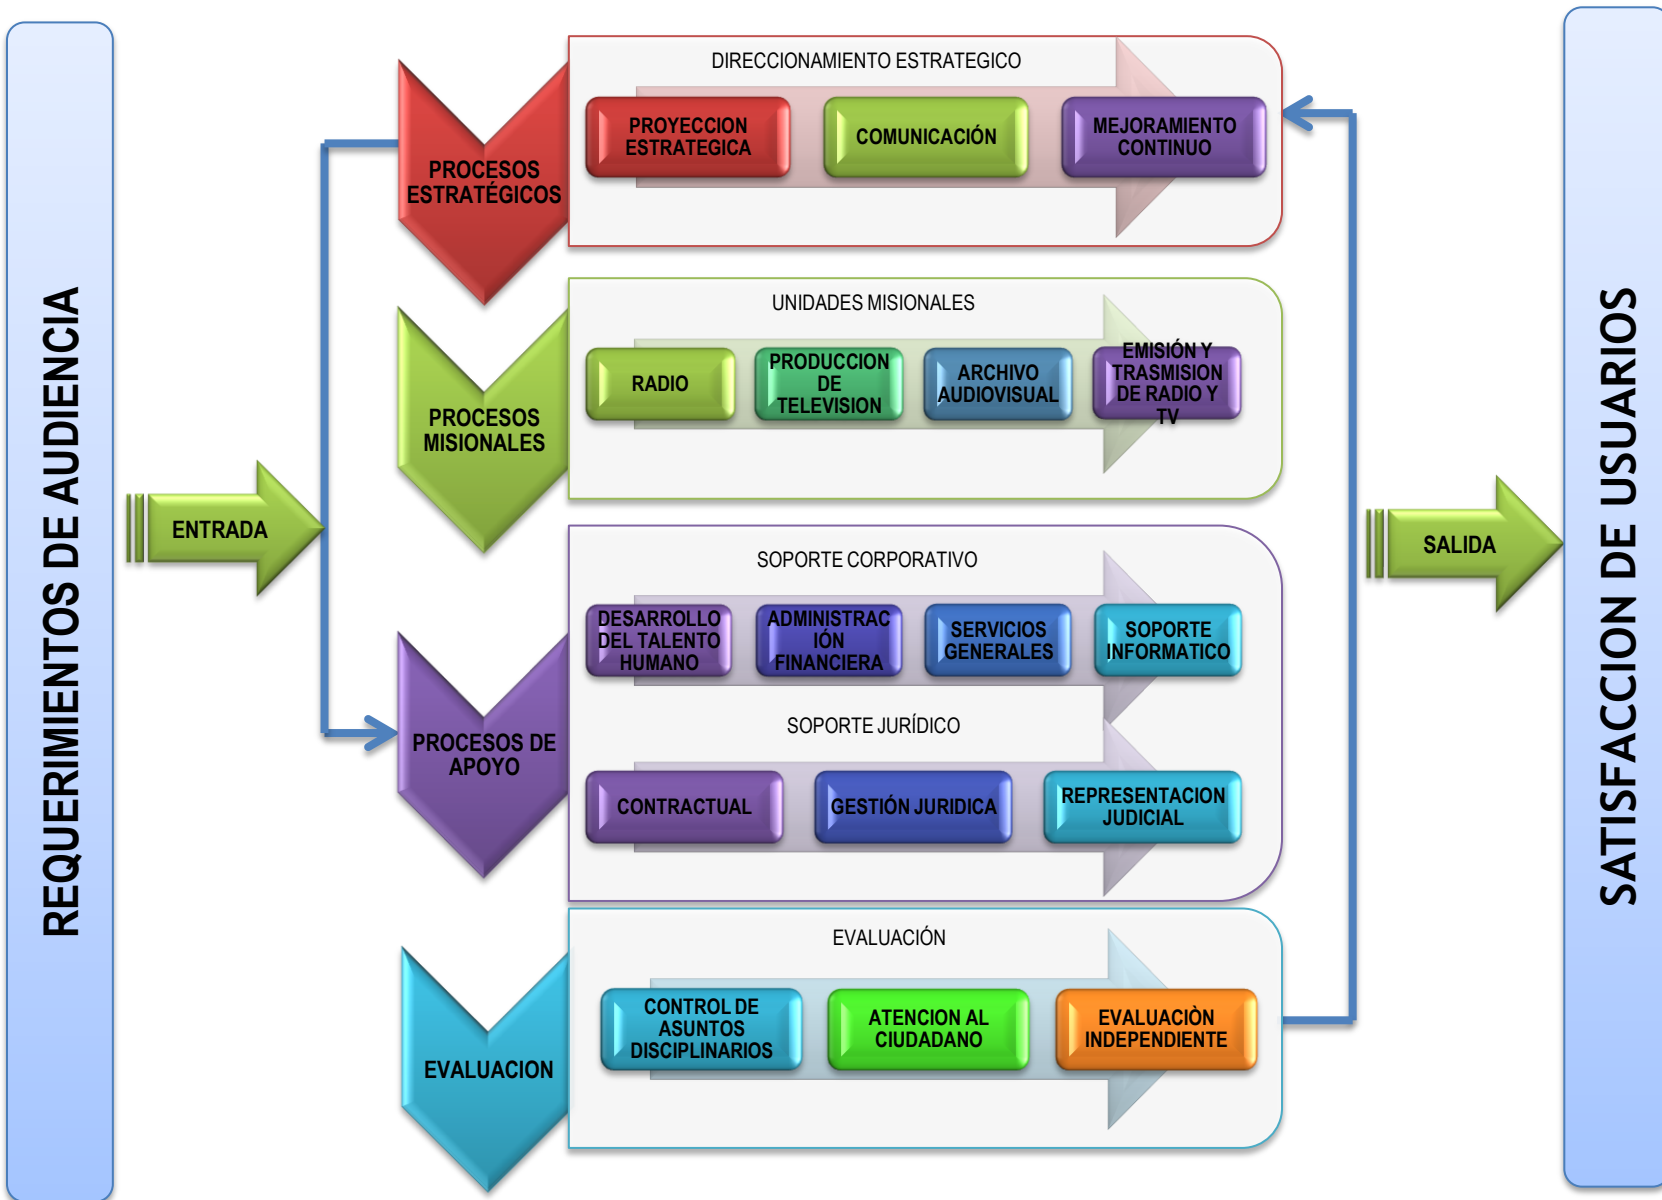 REQUERIMIENTOS DE AUDIENCIA
ENTRADA
PROCESOS
ESTRATÉGICOS
DIRECCIONAMIENTO ESTRATEGICO
PROYECCION
ESTRATEGICA
COMUNICACIÓN
MEJORAMIENTO
CONTINUO
PROCESOS
MISIONALES
UNIDADES MISIONALES
RADIO
PRODUCCION
DE
TELEVISION
ARCHIVO
AUDIOVISUAL
EMISIÓN Y
TRASMISION
DE RADIO Y
TV
PROCESOS DE
APOYO
SOPORTE CORPORATIVO
DESARROLLO
DEL TALENTO
HUMANO
ADMINISTRAC
IÓN
FINANCIERA
SERVICIOS
GENERALES
SOPORTE
INFORMATICO
SOPORTE JURÍDICO
CONTRACTUAL
GESTIÓN JURIDICA
REPRESENTACION
JUDICIAL
EVALUACION
EVALUACIÓN
CONTROL DE
ASUNTOS
DISCIPLINARIOS
ATENCION AL
CIUDADANO
EVALUACIÒN
INDEPENDIENTE
SALIDA
SATISFACCION DE USUARIOS